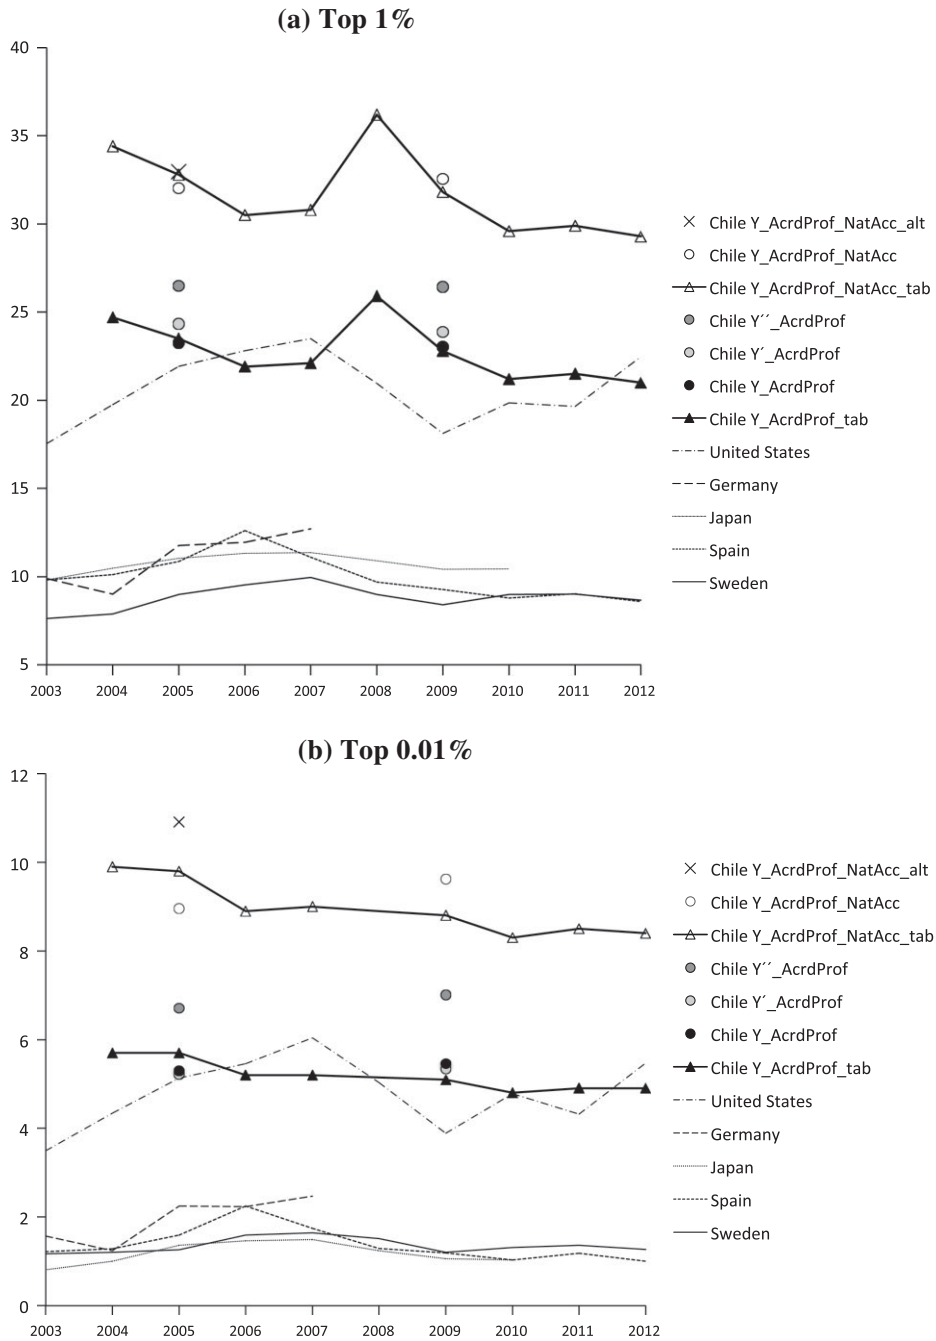 (a) Top 1%
40
35
30
25
20
15
10
5
2003 2004 2005 2006 2007 2008 2009 2010 2011 2012
Chile Y_AcrdProf_NatAcc_alt
Chile Y_AcrdProf_NatAcc
Chile Y_AcrdProf_NatAcc_tab
Chile Y´´_AcrdProf
Chile Y´_AcrdProf
Chile Y_AcrdProf
Chile Y_AcrdProf_tab
United States
Germany
Japan
Spain
Sweden
(b) Top 0.01%
12
10
8
6
4
2
0
2003 2004 2005 2006 2007 2008 2009 2010 2011 2012
Chile Y_AcrdProf_NatAcc_alt
Chile Y_AcrdProf_NatAcc
Chile Y_AcrdProf_NatAcc_tab
Chile Y´´_AcrdProf
Chile Y´_AcrdProf
Chile Y_AcrdProf
Chile Y_AcrdProf_tab
United States
Germany
Japan
Spain
Sweden